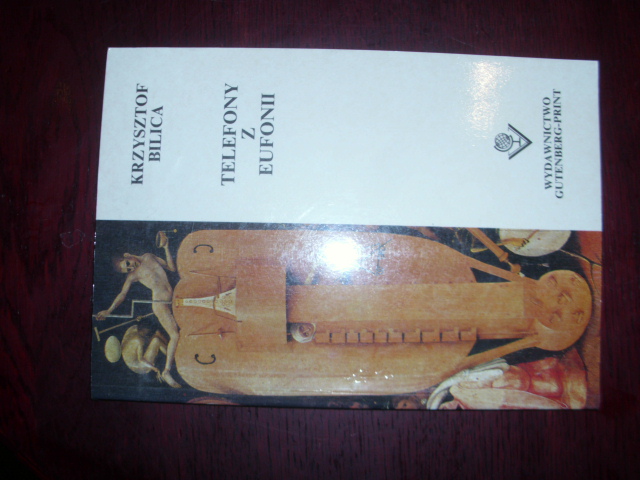 KRZYSZTOF
BILICA
TELEFONY
Z
EUFONII
WYDAWNICTWO
GUTENBERG-PRINT